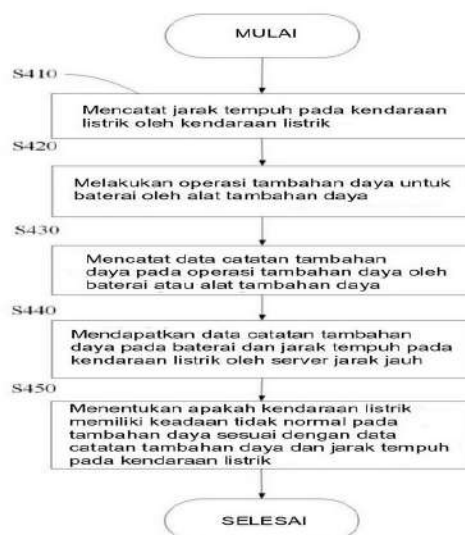 MULAI
S410
Mencatat jarak tempuh pada kendaraan
listrik oleh kendaraan listrik
S420
Melakukan operasi tambahan daya untuk
baterai oleh alat tambahan daya
S430
Mencatat data catatan tambahan
daya pada operasi tambahan daya oleh
baterai atau alat tambahan daya
S440
Mendapatkan data catatan tambahan
daya pada baterai dan jarak tempuh pada
kendaraan listrik oleh server jarak jauh
S450
Menentukan apakah kendaraan listrik
memiliki keadaan tidak normal pada
tambahan daya sesuai dengan data
catatan tambahan daya dan jarak tempuh
pada kendaraan listrik
SELESAI